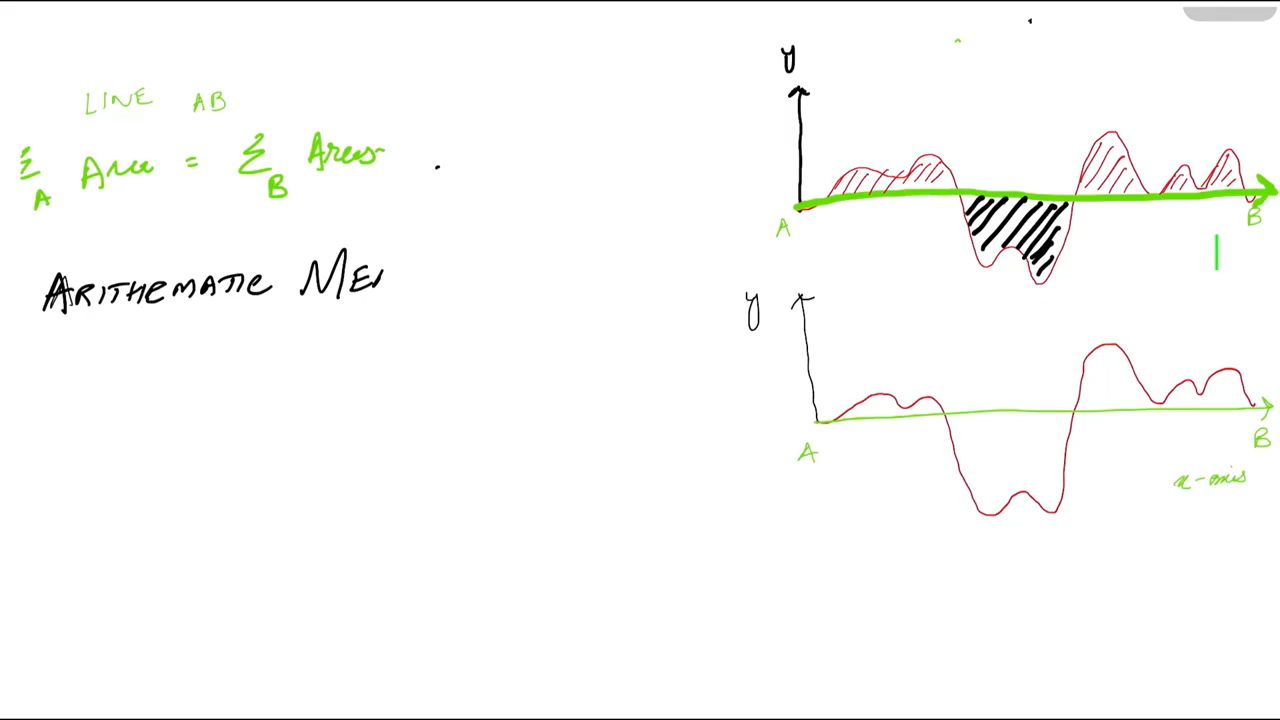 LINE AB
Σ Area = Σ Areas
A B
ARITHEMATIC MEA
y
A
B
y
A
B
x-axis